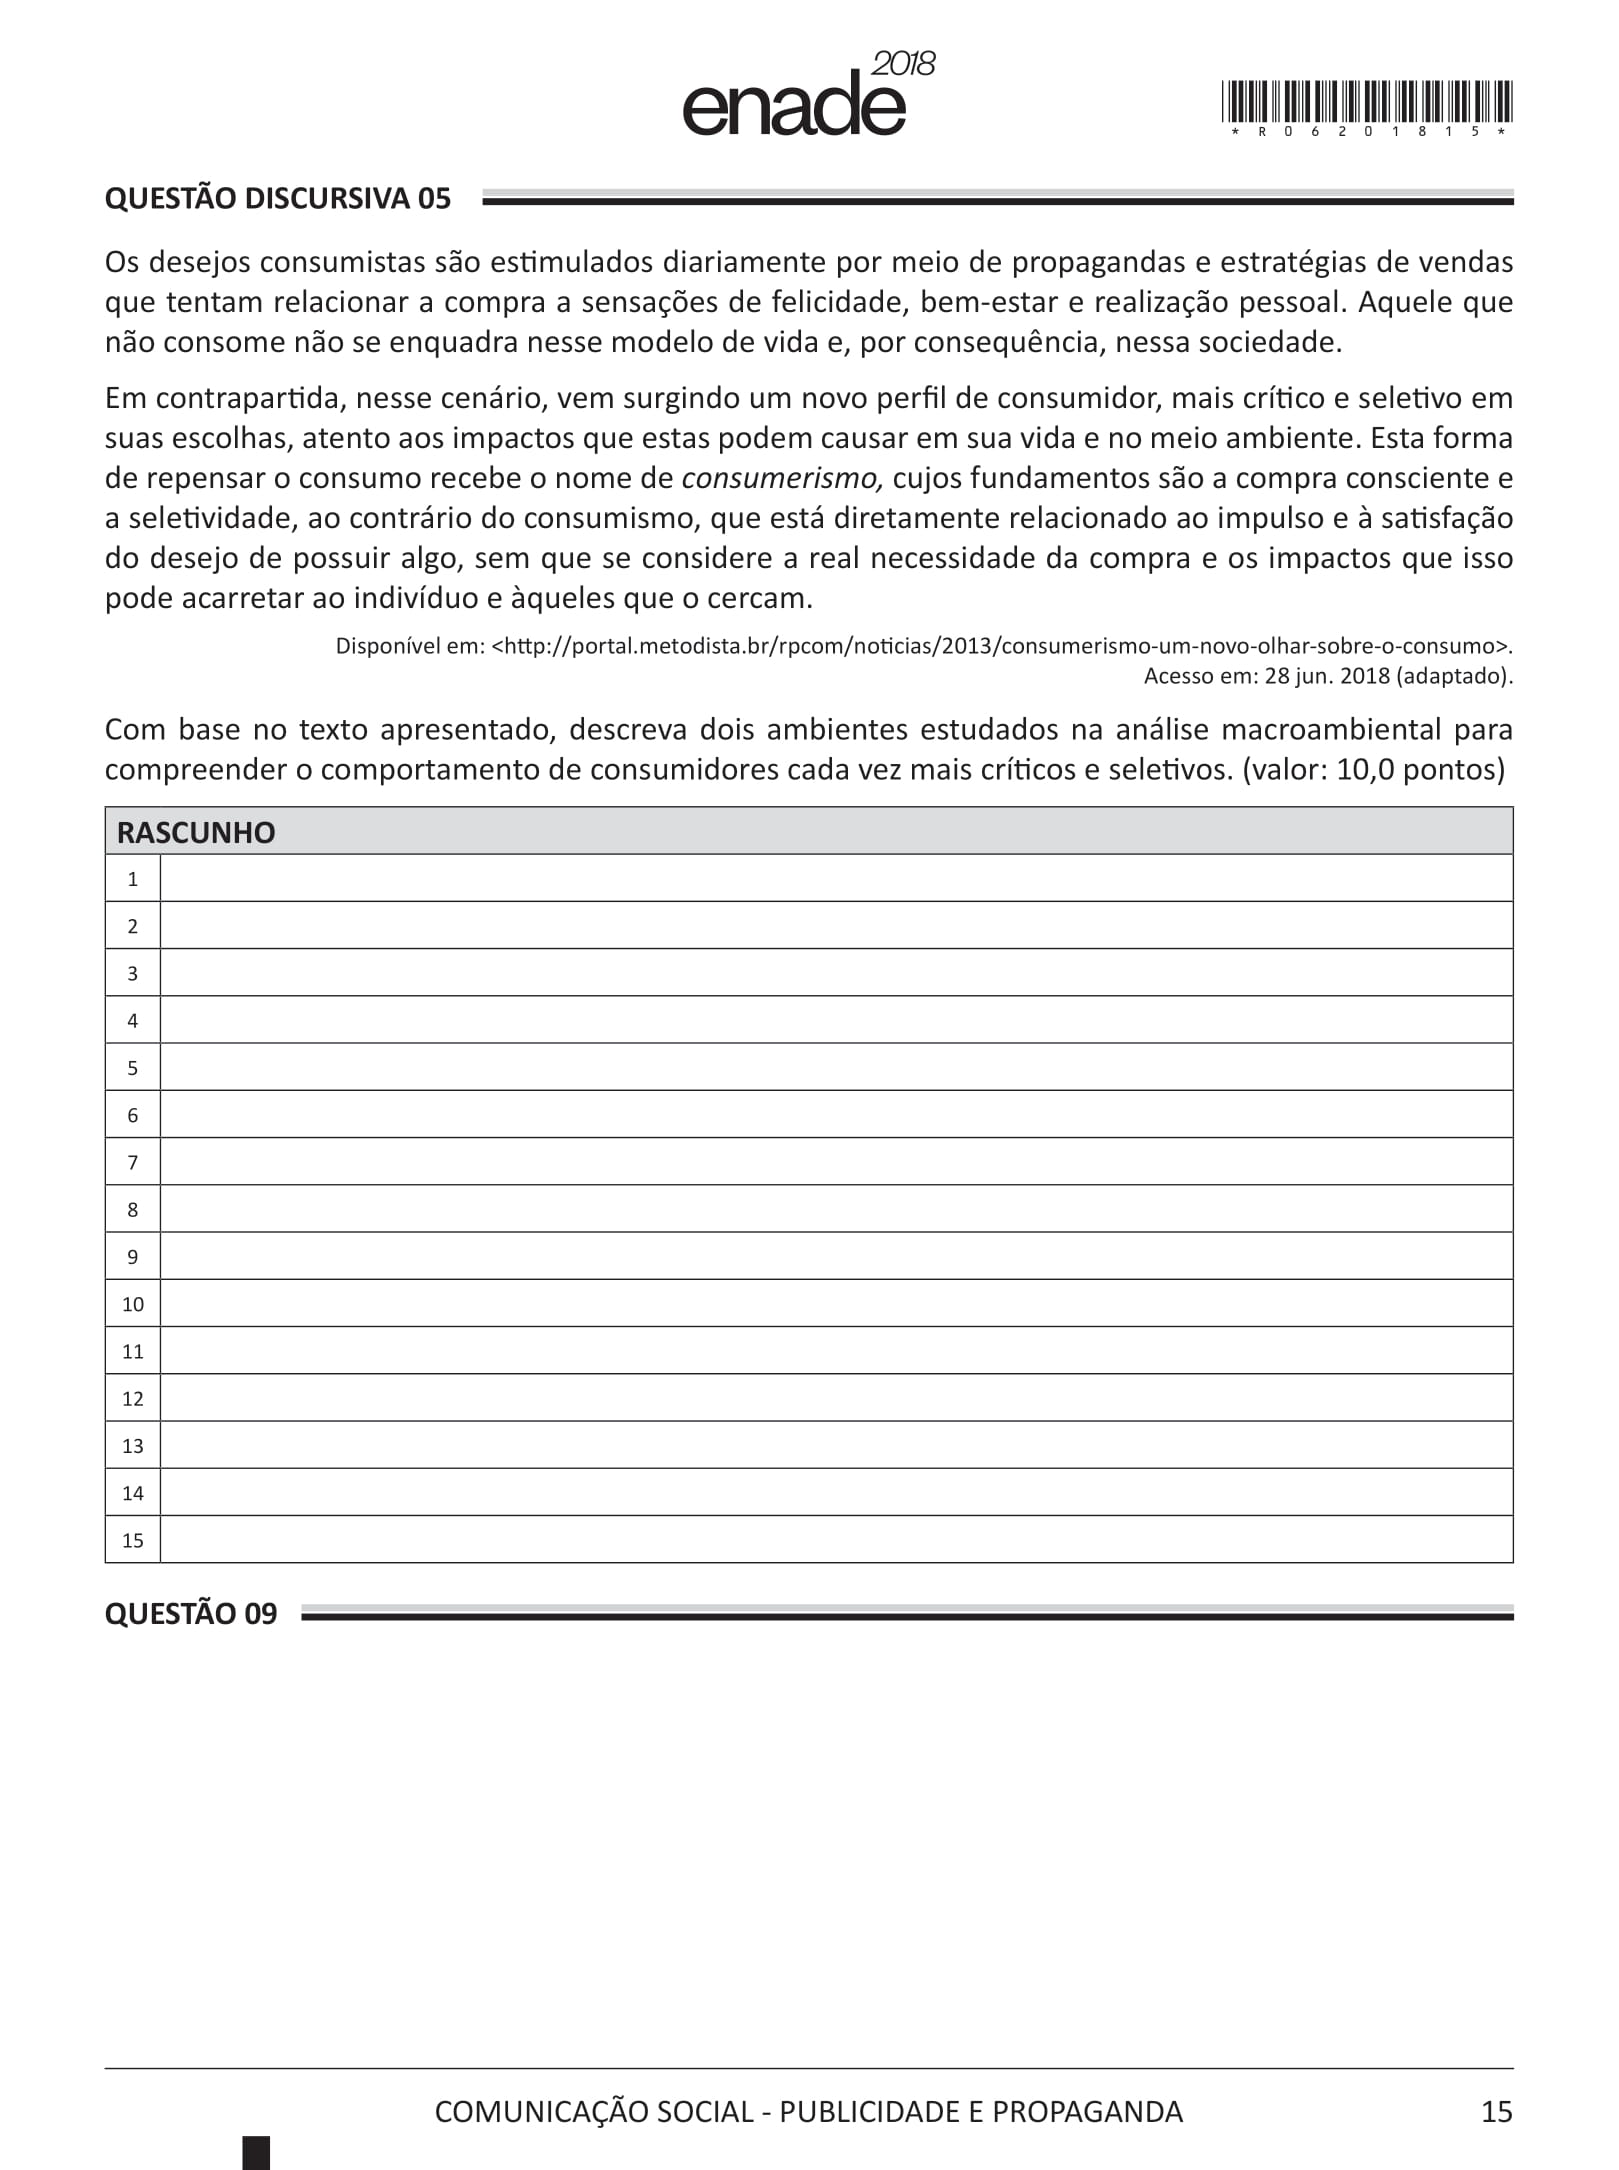 enade 2018
* R 0 6 2 0 1 8 1 5 *
QUESTÃO DISCURSIVA 05
Os desejos consumistas são estimulados diariamente por meio de propagandas e estratégias de vendas
que tentam relacionar a compra a sensações de felicidade, bem-estar e realização pessoal. Aquele que
não consome não se enquadra nesse modelo de vida e, por consequência, nessa sociedade.
Em contrapartida, nesse cenário, vem surgindo um novo perfil de consumidor, mais crítico e seletivo em
suas escolhas, atento aos impactos que estas podem causar em sua vida e no meio ambiente. Esta forma
de repensar o consumo recebe o nome de consumerismo, cujos fundamentos são a compra consciente e
a seletividade, ao contrário do consumismo, que está diretamente relacionado ao impulso e à satisfação
do desejo de possuir algo, sem que se considere a real necessidade da compra e os impactos que isso
pode acarretar ao indivíduo e àqueles que o cercam.
Disponível em: <http://portal.metodista.br/rpcom/noticias/2013/consumerismo-um-novo-olhar-sobre-o-consumo>.
Acesso em: 28 jun. 2018 (adaptado).
Com base no texto apresentado, descreva dois ambientes estudados na análise macroambiental para
compreender o comportamento de consumidores cada vez mais críticos e seletivos. (valor: 10,0 pontos)
RASCUNHO
1
2
3
4
5
6
7
8
9
10
11
12
13
14
15
QUESTÃO 09
COMUNICAÇÃO SOCIAL - PUBLICIDADE E PROPAGANDA 15